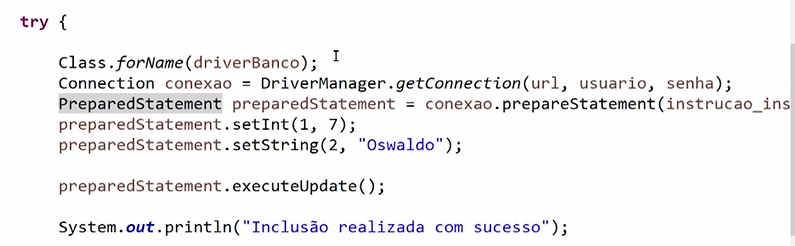 try {
Class.forName(driverBanco);
Connection conexao = DriverManager.getConnection(url, usuario, senha);
PreparedStatement preparedStatement = conexao.prepareStatement(instrucao_ins
preparedStatement.setInt(1, 7);
preparedStatement.setString(2, "Oswaldo");
preparedStatement.executeUpdate();
System.out.println("Inclusão realizada com sucesso");